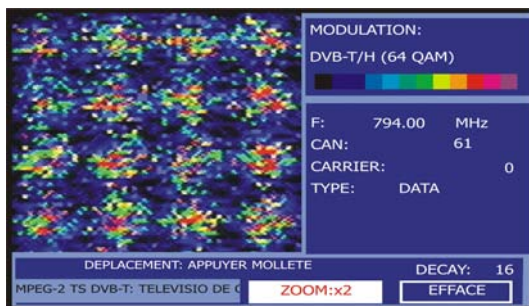 MODULATION:
DVB-T/H (64 QAM)
F: 794.00 MHz
CAN: 61
CARRIER: 0
TYPE: DATA
DEPLACEMENT: APPUYER MOLLETE
DECAY: 16
MPEG-2 TS DVB-T: TELEVISIO DE
ZOOM:x2
EFFACE